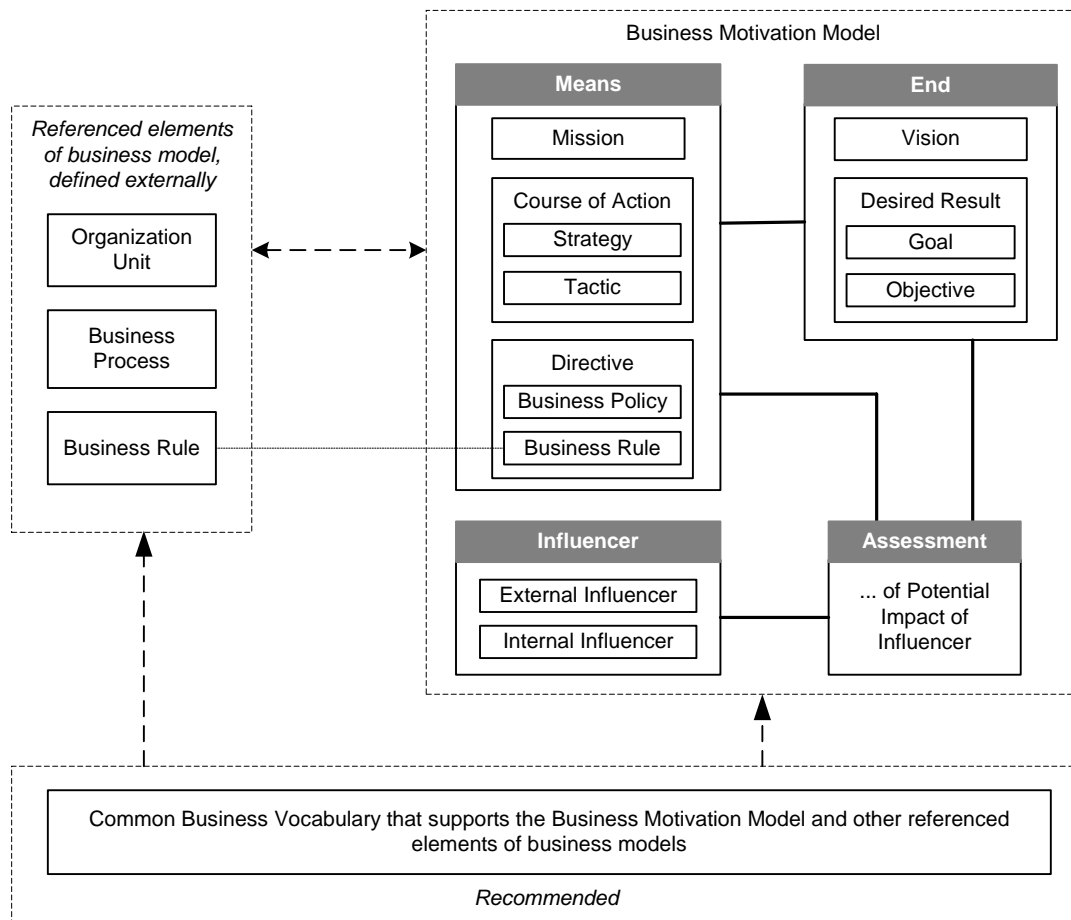 Business Motivation Model
Referenced elements
of business model,
defined externally
Organization
Unit
Business
Process
Business Rule
Means
Mission
Course of Action
Strategy
Tactic
Directive
Business Policy
Business Rule
End
Vision
Desired Result
Goal
Objective
Influencer
External Influencer
Internal Influencer
Assessment
... of Potential
Impact of
Influencer
Common Business Vocabulary that supports the Business Motivation Model and other referenced
elements of business models
Recommended